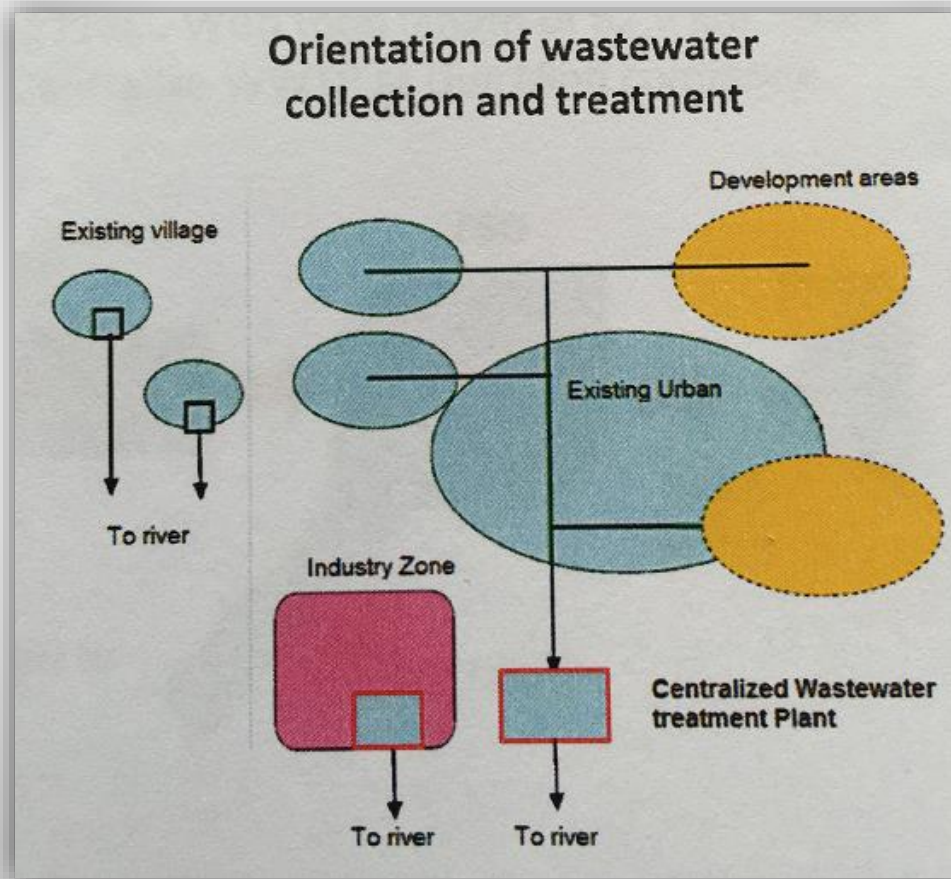 Orientation of wastewater
collection and treatment
Development areas
Existing village
Existing Urban
To river
Industry Zone
Centralized Wastewater
treatment Plant
To river
To river